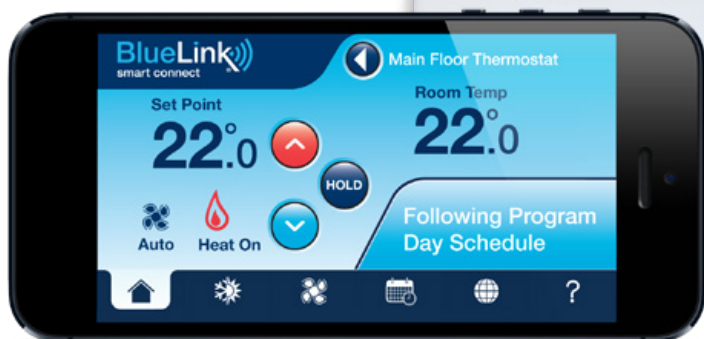 BlueLink
smart connect
Main Floor Thermostat
Set Point
22°.0
Room Temp
22°.0
HOLD
Auto
Heat On
Following Program
Day Schedule
?